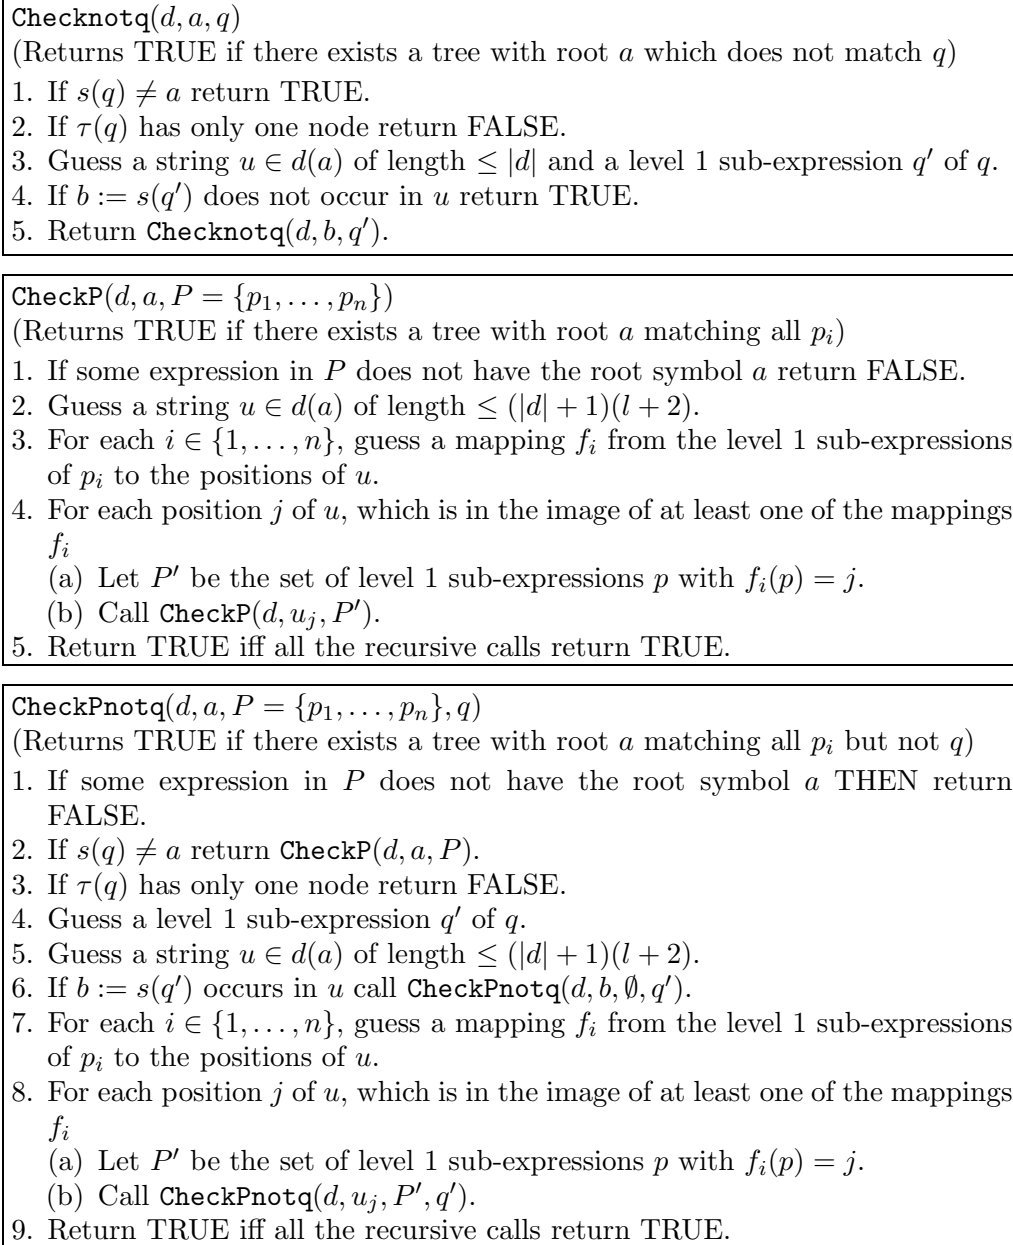 Checknotq(d, a, q)
(Returns TRUE if there exists a tree with root a which does not match q)
1. If s(q) ≠ a return TRUE.
2. If τ(q) has only one node return FALSE.
3. Guess a string u ∈ d(a) of length ≤ |d| and a level 1 sub-expression q′ of q.
4. If b := s(q′) does not occur in u return TRUE.
5. Return Checknotq(d, b, q′).
CheckP(d, a, P = {p₁, . . . , pₙ})
(Returns TRUE if there exists a tree with root a matching all pᵢ)
1. If some expression in P does not have the root symbol a return FALSE.
2. Guess a string u ∈ d(a) of length ≤ (|d| + 1)(l + 2).
3. For each i ∈ {1, . . . , n}, guess a mapping fᵢ from the level 1 sub-expressions
of pᵢ to the positions of u.
4. For each position j of u, which is in the image of at least one of the mappings
fᵢ
(a) Let P′ be the set of level 1 sub-expressions p with fᵢ(p) = j.
(b) Call CheckP(d, uⱼ, P′).
5. Return TRUE iff all the recursive calls return TRUE.
CheckPnotq(d, a, P = {p₁, . . . , pₙ}, q)
(Returns TRUE if there exists a tree with root a matching all pᵢ but not q)
1. If some expression in P does not have the root symbol a THEN return
FALSE.
2. If s(q) ≠ a return CheckP(d, a, P).
3. If τ(q) has only one node return FALSE.
4. Guess a level 1 sub-expression q′ of q.
5. Guess a string u ∈ d(a) of length ≤ (|d| + 1)(l + 2).
6. If b := s(q′) occurs in u call CheckPnotq(d, b, ∅, q′).
7. For each i ∈ {1, . . . , n}, guess a mapping fᵢ from the level 1 sub-expressions
of pᵢ to the positions of u.
8. For each position j of u, which is in the image of at least one of the mappings
fᵢ
(a) Let P′ be the set of level 1 sub-expressions p with fᵢ(p) = j.
(b) Call CheckPnotq(d, uⱼ, P′, q′).
9. Return TRUE iff all the recursive calls return TRUE.